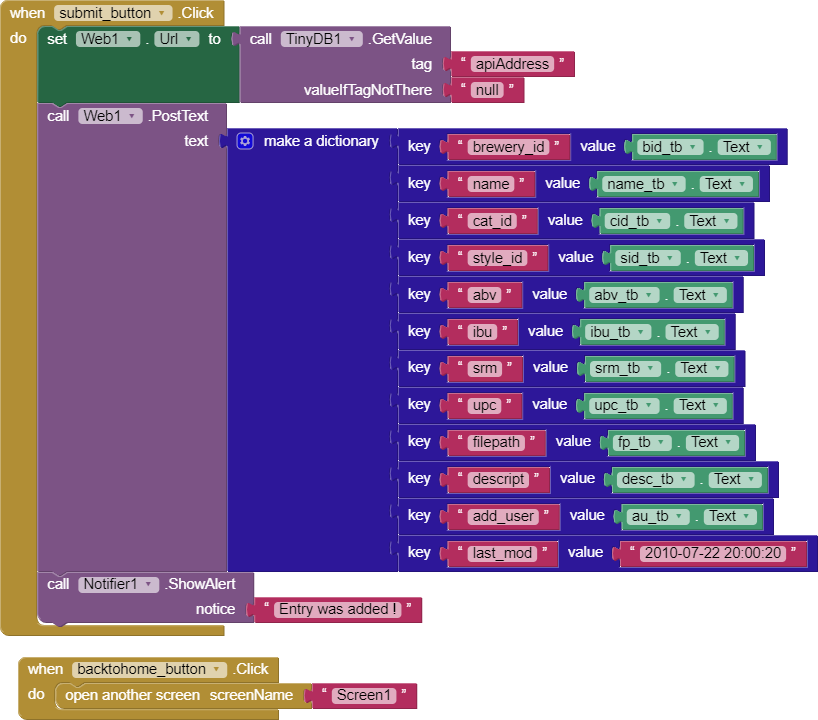 when submit_button .Click
do set Web1 . Url to call TinyDB1 .GetValue
tag " apiAddress "
valueIfTagNotThere " null "
call Web1 .PostText
text make a dictionary key " brewery_id " value bid_tb . Text
key " name " value name_tb . Text
key " cat_id " value cid_tb . Text
key " style_id " value sid_tb . Text
key " abv " value abv_tb . Text
key " ibu " value ibu_tb . Text
key " srm " value srm_tb . Text
key " upc " value upc_tb . Text
key " filepath " value fp_tb . Text
key " descript " value desc_tb . Text
key " add_user " value au_tb . Text
key " last_mod " value " 2010-07-22 20:00:20 "
call Notifier1 .ShowAlert
notice " Entry was added ! "
when backtohome_button .Click
do open another screen screenName " Screen1 "